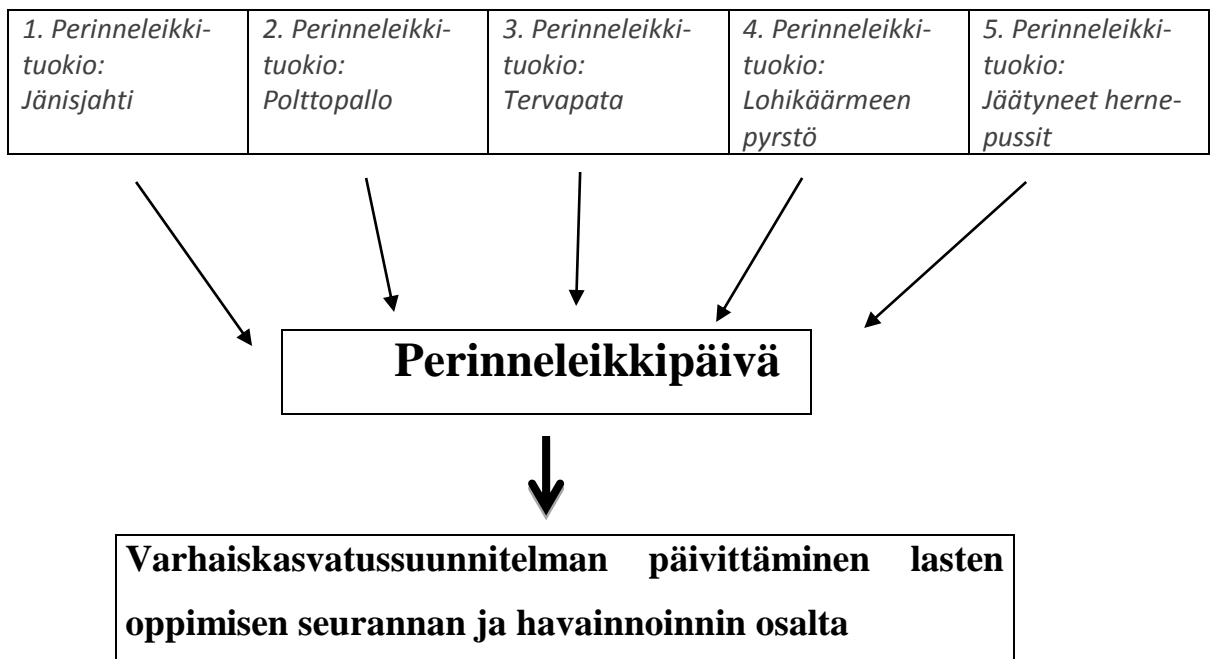 1. Perinneleikki-
tuokio:
Jänisjahti
2. Perinneleikki-
tuokio:
Polttopallo
3. Perinneleikki-
tuokio:
Tervapata
4. Perinneleikki-
tuokio:
Lohikäärmeen
pyrstö
5. Perinneleikki-
tuokio:
Jäätyneet herne-
pussit
Perinneleikkipäivä
Varhaiskasvatussuunnitelman päivittäminen lasten
oppimisen seurannan ja havainnoinnin osalta